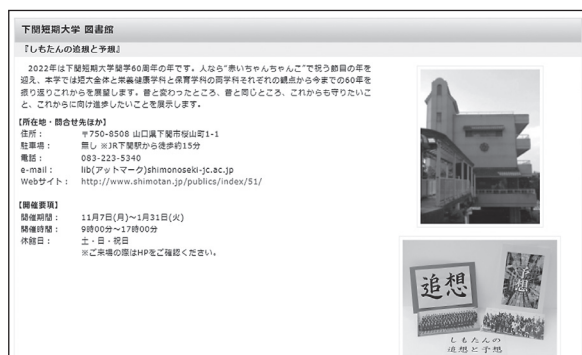 下関短期大学 図書館
『しもたんの追想と予想』
2022年は下関短期大学開学60周年の年です。人なら“赤いちゃんちゃんこ”で祝う節目の年を
迎え、本学では短大全体と栄養健康学科と保育学科の両学科それぞれの観点から今までの60年を
振り返りこれからを展望します。昔と変わったところ、昔と同じところ、これからも守りたいこ
と、これからに向け進歩したいことを展示します。
【所在地・問合せ先ほか】
住所： 〒750-8508 山口県下関市桜山町1-1
駐車場： 無し ※JR下関駅から徒歩約15分
電話： 083-223-5340
e-mail： lib(アットマーク)shimonoseki-jc.ac.jp
Webサイト： http://www.shimotan.jp/publics/index/51/
【開催要項】
開催期間： 11月7日(月)～1月31日(火)
開催時間： 9時00分～17時00分
休館日： 土・日・祝日
※ご来場の際はHPをご確認ください。
追想
予想
しもたんの
追想と予想